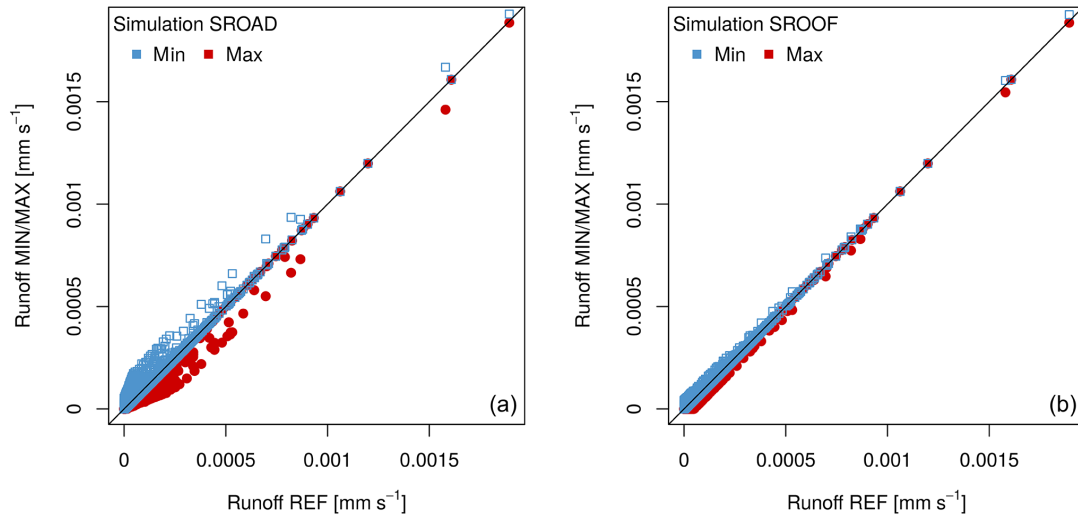 Simulation SROAD
Min Max
Runoff MIN/MAX [mm s⁻¹]
0.0015
0.001
0.0005
0
(a)
0 0.0005 0.001 0.0015
Runoff REF [mm s⁻¹]
Simulation SROOF
Min Max
Runoff MIN/MAX [mm s⁻¹]
0.0015
0.001
0.0005
0
(b)
0 0.0005 0.001 0.0015
Runoff REF [mm s⁻¹]